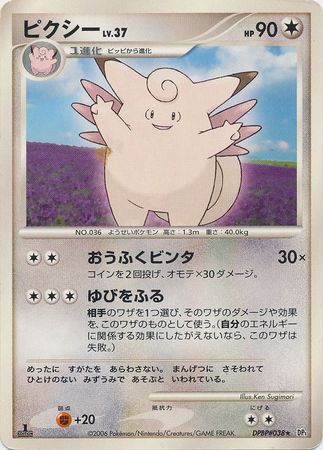 ピクシー LV.37 HP 90
1進化 ピッピから進化
NO.036 ようせいポケモン 高さ：1.3m 重さ：40.0kg
おうふくビンタ 30×
コインを2回投げ、オモテ×30ダメージ。
ゆびをふる
相手のワザを1つ選び、そのワザのダメージや効果
を、このワザのものとして使う。（自分のエネルギー
に関係する効果にしたがえないなら、このワザは
失敗。）
めったに すがたを あらわさない。 まんげつに さそわれて
ひとけのない みずうみで あそぶと いわれている。
Illus.Ken Sugimori
弱点 抵抗力 にげる
+20
1 EDITION ©2006 Pokémon/Nintendo/Creatures/GAME FREAK. DPBP#038★ DP1